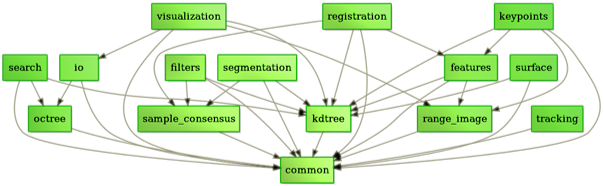 visualization
registration
keypoints
search
io
filters
segmentation
features
surface
octree
sample_consensus
kdtree
range_image
tracking
common